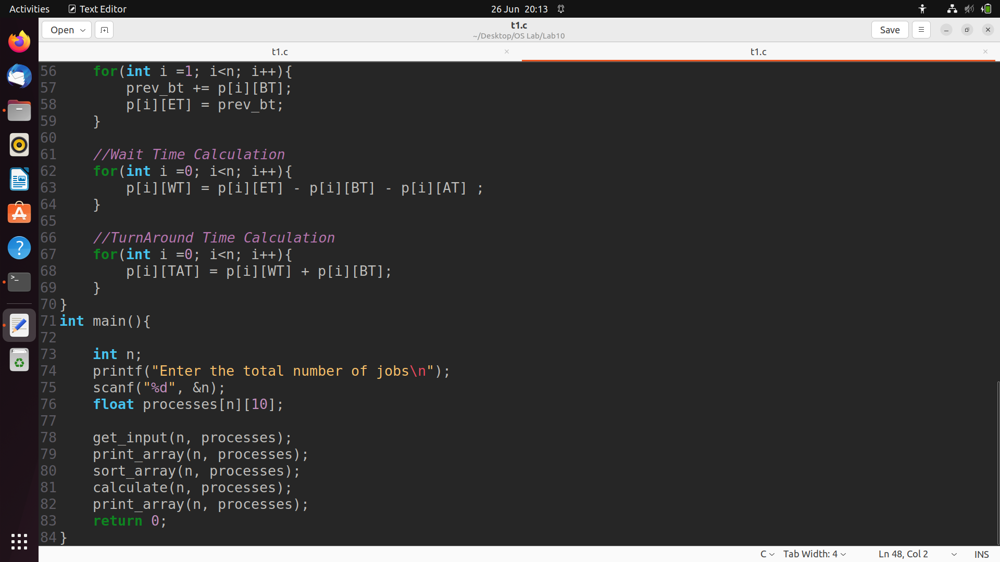 Activities
Text Editor
26 Jun 20:13
Open
t1.c
~/Desktop/OS Lab/Lab10
Save
t1.c
t1.c
56     for(int i =1; i<n; i++){
57         prev_bt += p[i][BT];
58         p[i][ET] = prev_bt;
59     }
60
61     //Wait Time Calculation
62     for(int i =0; i<n; i++){
63         p[i][WT] = p[i][ET] - p[i][BT] - p[i][AT] ;
64     }
65
66     //TurnAround Time Calculation
67     for(int i =0; i<n; i++){
68         p[i][TAT] = p[i][WT] + p[i][BT];
69     }
70 }
71 int main(){
72
73     int n;
74     printf("Enter the total number of jobs\n");
75     scanf("%d", &n);
76     float processes[n][10];
77
78     get_input(n, processes);
79     print_array(n, processes);
80     sort_array(n, processes);
81     calculate(n, processes);
82     print_array(n, processes);
83     return 0;
84 }
C
Tab Width: 4
Ln 48, Col 2
INS